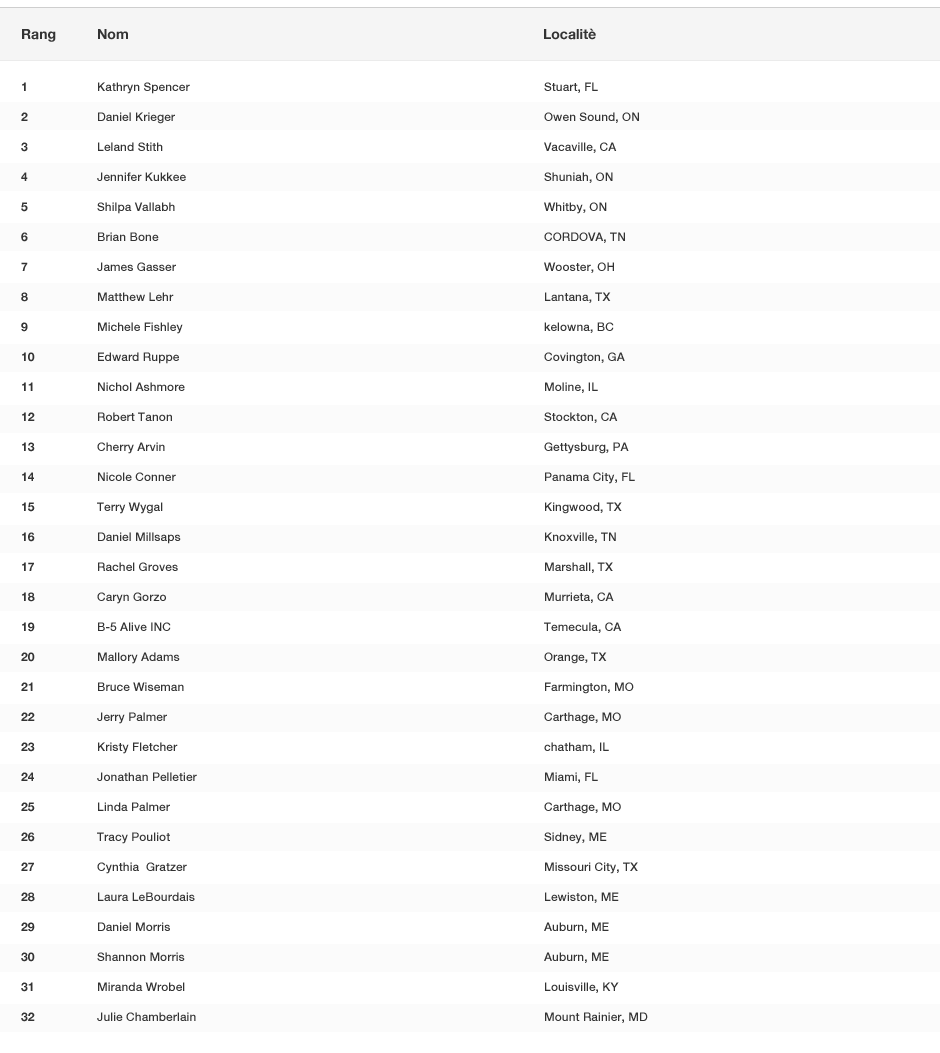 Rang Nom Localitè
1 Kathryn Spencer Stuart, FL
2 Daniel Krieger Owen Sound, ON
3 Leland Stith Vacaville, CA
4 Jennifer Kukkee Shuniah, ON
5 Shilpa Vallabh Whitby, ON
6 Brian Bone CORDOVA, TN
7 James Gasser Wooster, OH
8 Matthew Lehr Lantana, TX
9 Michele Fishley kelowna, BC
10 Edward Ruppe Covington, GA
11 Nichol Ashmore Moline, IL
12 Robert Tanon Stockton, CA
13 Cherry Arvin Gettysburg, PA
14 Nicole Conner Panama City, FL
15 Terry Wygal Kingwood, TX
16 Daniel Millsaps Knoxville, TN
17 Rachel Groves Marshall, TX
18 Caryn Gorzo Murrieta, CA
19 B-5 Alive INC Temecula, CA
20 Mallory Adams Orange, TX
21 Bruce Wiseman Farmington, MO
22 Jerry Palmer Carthage, MO
23 Kristy Fletcher chatham, IL
24 Jonathan Pelletier Miami, FL
25 Linda Palmer Carthage, MO
26 Tracy Pouliot Sidney, ME
27 Cynthia  Gratzer Missouri City, TX
28 Laura LeBourdais Lewiston, ME
29 Daniel Morris Auburn, ME
30 Shannon Morris Auburn, ME
31 Miranda Wrobel Louisville, KY
32 Julie Chamberlain Mount Rainier, MD